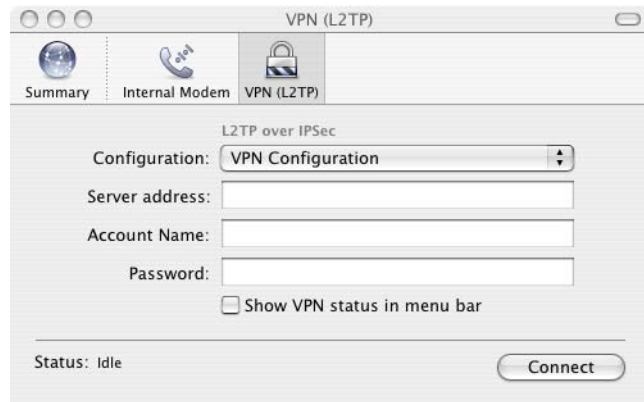 VPN (L2TP)
Summary
Internal Modem
VPN (L2TP)
L2TP over IPSec
Configuration: VPN Configuration
Server address:
Account Name:
Password:
Show VPN status in menu bar
Status: Idle
Connect